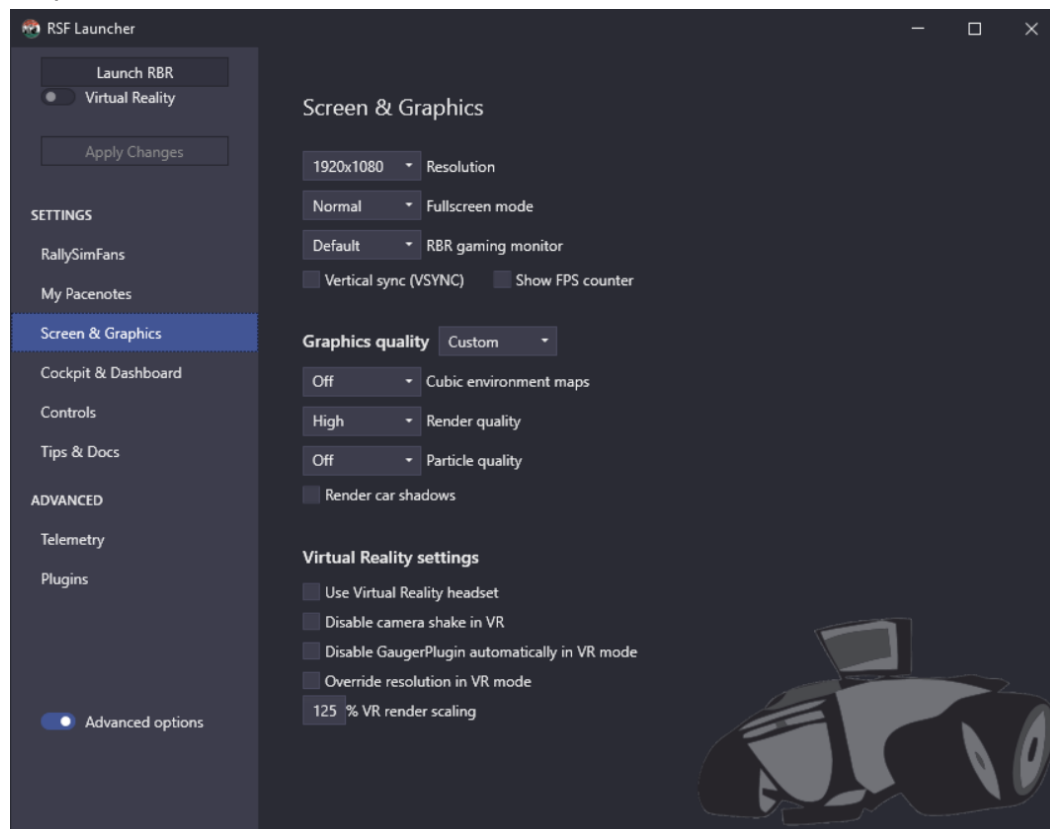 RSF Launcher
Launch RBR
Virtual Reality
Apply Changes
SETTINGS
RallySimFans
My Pacenotes
Screen & Graphics
Cockpit & Dashboard
Controls
Tips & Docs
ADVANCED
Telemetry
Plugins
Advanced options
Screen & Graphics
1920x1080 Resolution
Normal Fullscreen mode
Default RBR gaming monitor
Vertical sync (VSYNC) Show FPS counter
Graphics quality Custom
Off Cubic environment maps
High Render quality
Off Particle quality
Render car shadows
Virtual Reality settings
Use Virtual Reality headset
Disable camera shake in VR
Disable GaugerPlugin automatically in VR mode
Override resolution in VR mode
125 % VR render scaling